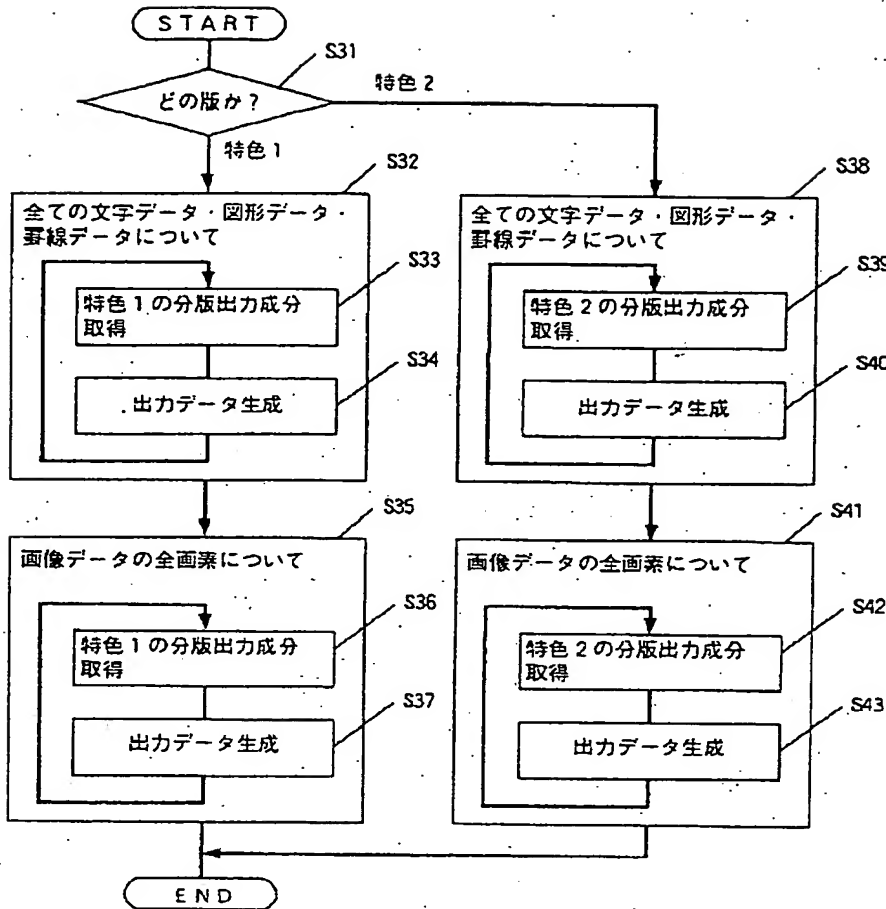 START
S31
どの版か？
特色2
特色1
S32
全ての文字データ・図形データ・
罫線データについて
S33
特色1の分版出力成分
取得
S34
出力データ生成
S35
画像データの全画素について
S36
特色1の分版出力成分
取得
S37
出力データ生成
S38
全ての文字データ・図形データ・
罫線データについて
S39
特色2の分版出力成分
取得
S40
出力データ生成
S41
画像データの全画素について
S42
特色2の分版出力成分
取得
S43
出力データ生成
END